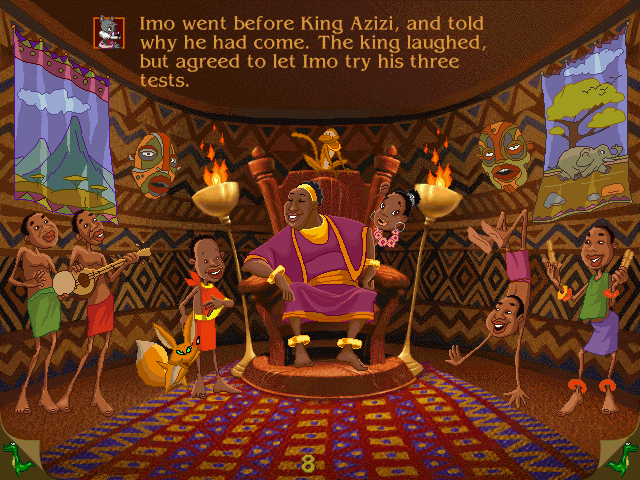 Imo went before King Azizi, and told
why he had come. The king laughed,
but agreed to let Imo try his three
tests.
8